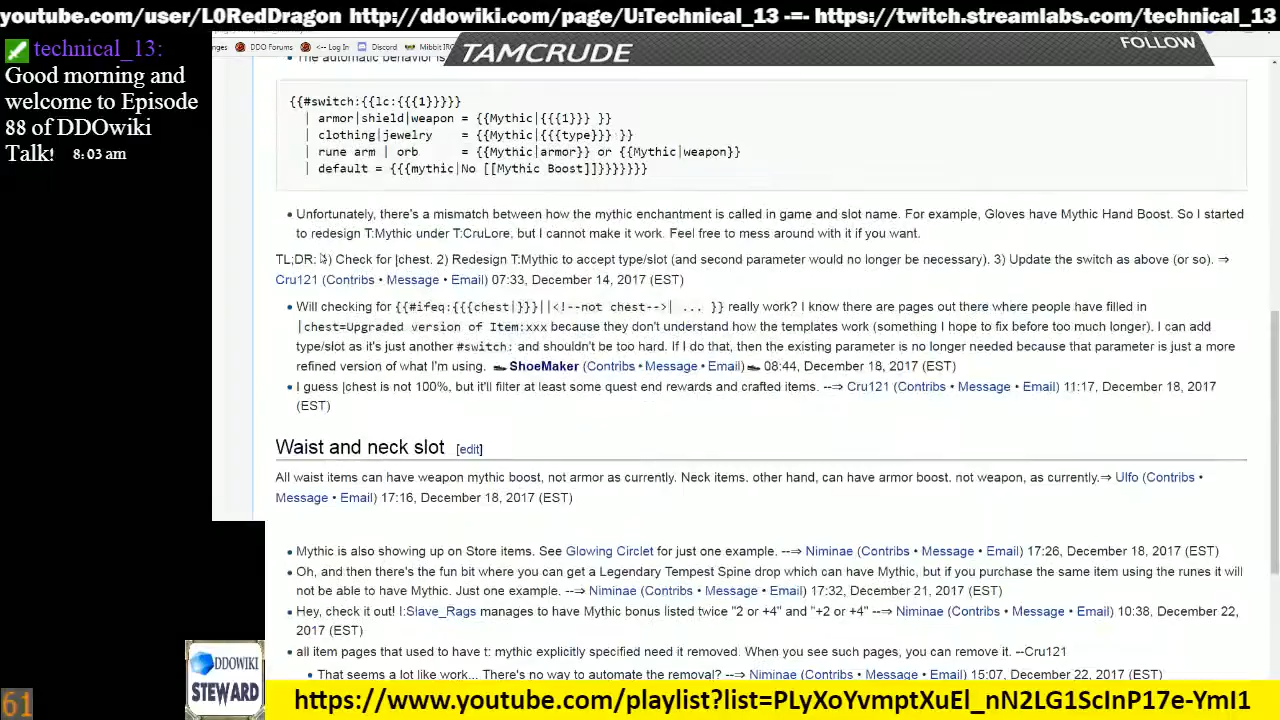 youtube.com/user/L0RedDragon http://ddowiki.com/page/U:Technical_13 -=- https://twitch.streamlabs.com/technical_13
technical_13:
Good morning and
welcome to Episode
88 of DDOwiki
Talk! 8:03 am
DDO Forums <-- Log In Discord Mibbit
TAMCRUDE
FOLLOW
The automatic behavior is
{{#switch:{{lc:{{{1}}}}}
| armor|shield|weapon = {{Mythic|{{{1}}} }}
| clothing|jewelry = {{Mythic|{{{type}}} }}
| rune arm | orb = {{Mythic|armor}} or {{Mythic|weapon}}
| default = {{{mythic|No [[Mythic Boost]]}}}}}}}
• Unfortunately, there's a mismatch between how the mythic enchantment is called in game and slot name. For example, Gloves have Mythic Hand Boost. So I started
to redesign T:Mythic under T:CruLore, but I cannot make it work. Feel free to mess around with it if you want.
TL;DR: 1) Check for |chest. 2) Redesign T:Mythic to accept type/slot (and second parameter would no longer be necessary). 3) Update the switch as above (or so). ⇒
Cru121 (Contribs • Message • Email) 07:33, December 14, 2017 (EST)
• Will checking for {{#ifeq:{{{chest|}}}||<!--not chest-->| ... }} really work? I know there are pages out there where people have filled in
|chest=Upgraded version of Item:xxx because they don't understand how the templates work (something I hope to fix before too much longer). I can add
type/slot as it's just another #switch: and shouldn't be too hard. If I do that, then the existing parameter is no longer needed because that parameter is just a more
refined version of what I'm using. ShoeMaker (Contribs • Message • Email) 08:44, December 18, 2017 (EST)
• I guess |chest is not 100%, but it'll filter at least some quest end rewards and crafted items. --⇒ Cru121 (Contribs • Message • Email) 11:17, December 18, 2017
(EST)
Waist and neck slot [edit]
All waist items can have weapon mythic boost, not armor as currently. Neck items. other hand, can have armor boost. not weapon, as currently.⇒ Ulfo (Contribs •
Message • Email) 17:16, December 18, 2017 (EST)
• Mythic is also showing up on Store items. See Glowing Circlet for just one example. --⇒ Niminae (Contribs • Message • Email) 17:26, December 18, 2017 (EST)
• Oh, and then there's the fun bit where you can get a Legendary Tempest Spine drop which can have Mythic, but if you purchase the same item using the runes it will
not be able to have Mythic. Just one example. --⇒ Niminae (Contribs • Message • Email) 17:32, December 21, 2017 (EST)
• Hey, check it out! I:Slave_Rags manages to have Mythic bonus listed twice "2 or +4" and "+2 or +4" --⇒ Niminae (Contribs • Message • Email) 10:38, December 22,
2017 (EST)
• all item pages that used to have t: mythic explicitly specified need it removed. When you see such pages, you can remove it. --Cru121
• That seems a lot like work... There's no way to automate the removal? --⇒ Niminae (Contribs • Message • Email) 15:07, December 22, 2017 (EST)
DDOWIKI
STEWARD
61
https://www.youtube.com/playlist?list=PLyXoYvmptXuEl_nN2LG1ScInP17e-YmI1